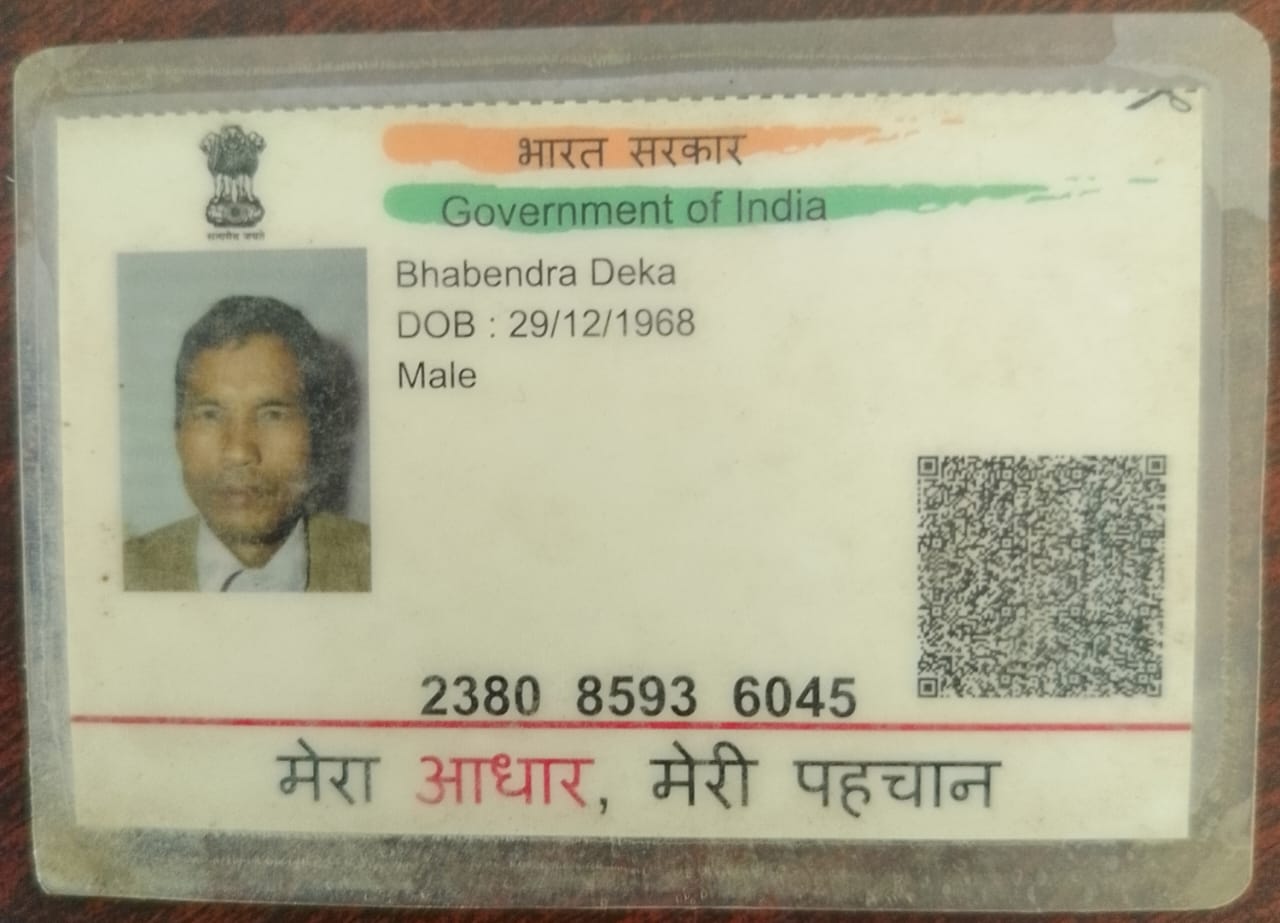 सत्यमेव जयते
भारत सरकार
Government of India
Bhabendra Deka
DOB : 29/12/1968
Male
2380 8593 6045
मेरा आधार, मेरी पहचान